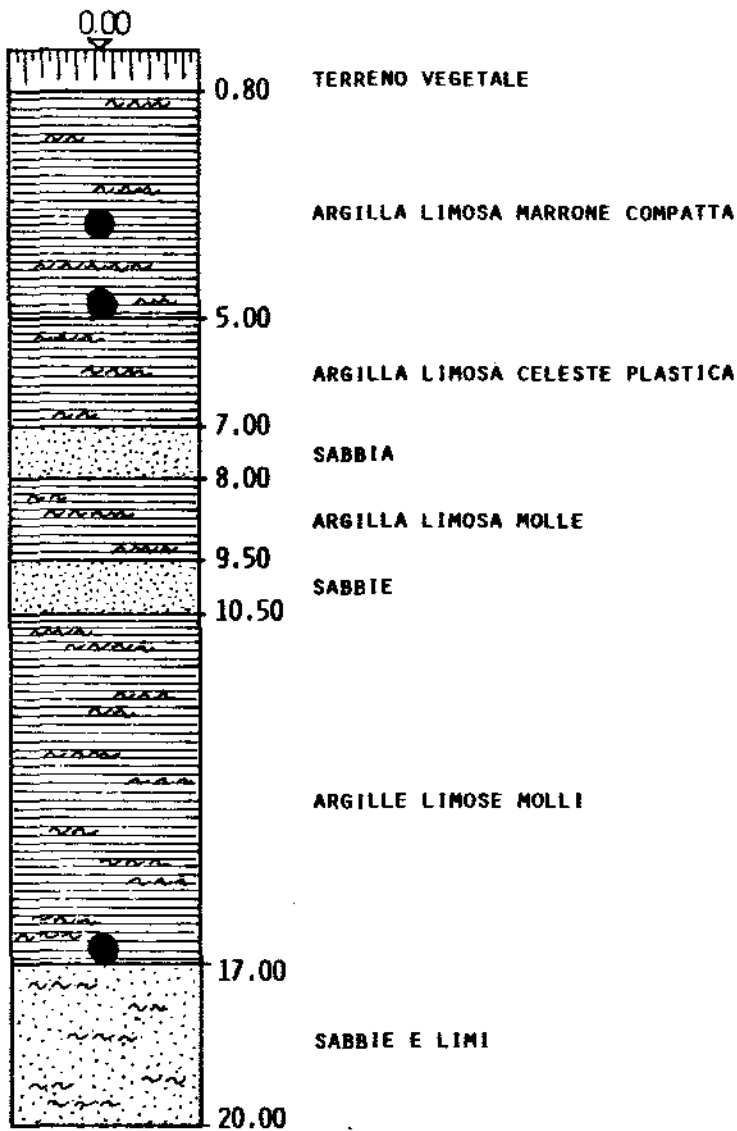 0.00
0.80 TERRENO VEGETALE
ARGILLA LIMOSA MARRONE COMPATTA
5.00
ARGILLA LIMOSA CELESTE PLASTICA
7.00
SABBIA
8.00
ARGILLA LIMOSA MOLLE
9.50
SABBIE
10.50
ARGILLE LIMOSE MOLLI
17.00
SABBIE E LIMI
20.00